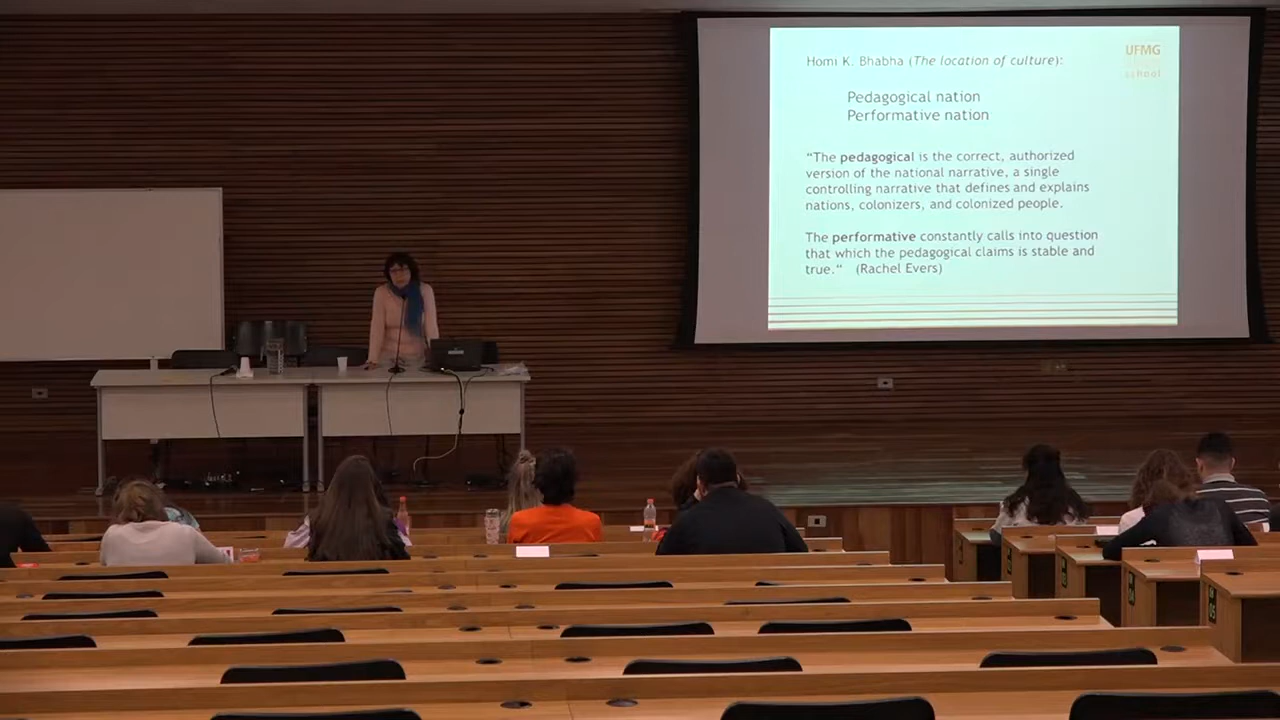 Homi K. Bhabha (The location of culture):
UFMG
school
Pedagogical nation
Performative nation
"The pedagogical is the correct, authorized
version of the national narrative, a single
controlling narrative that defines and explains
nations, colonizers, and colonized people.
The performative constantly calls into question
that which the pedagogical claims is stable and
true." (Rachel Evers)